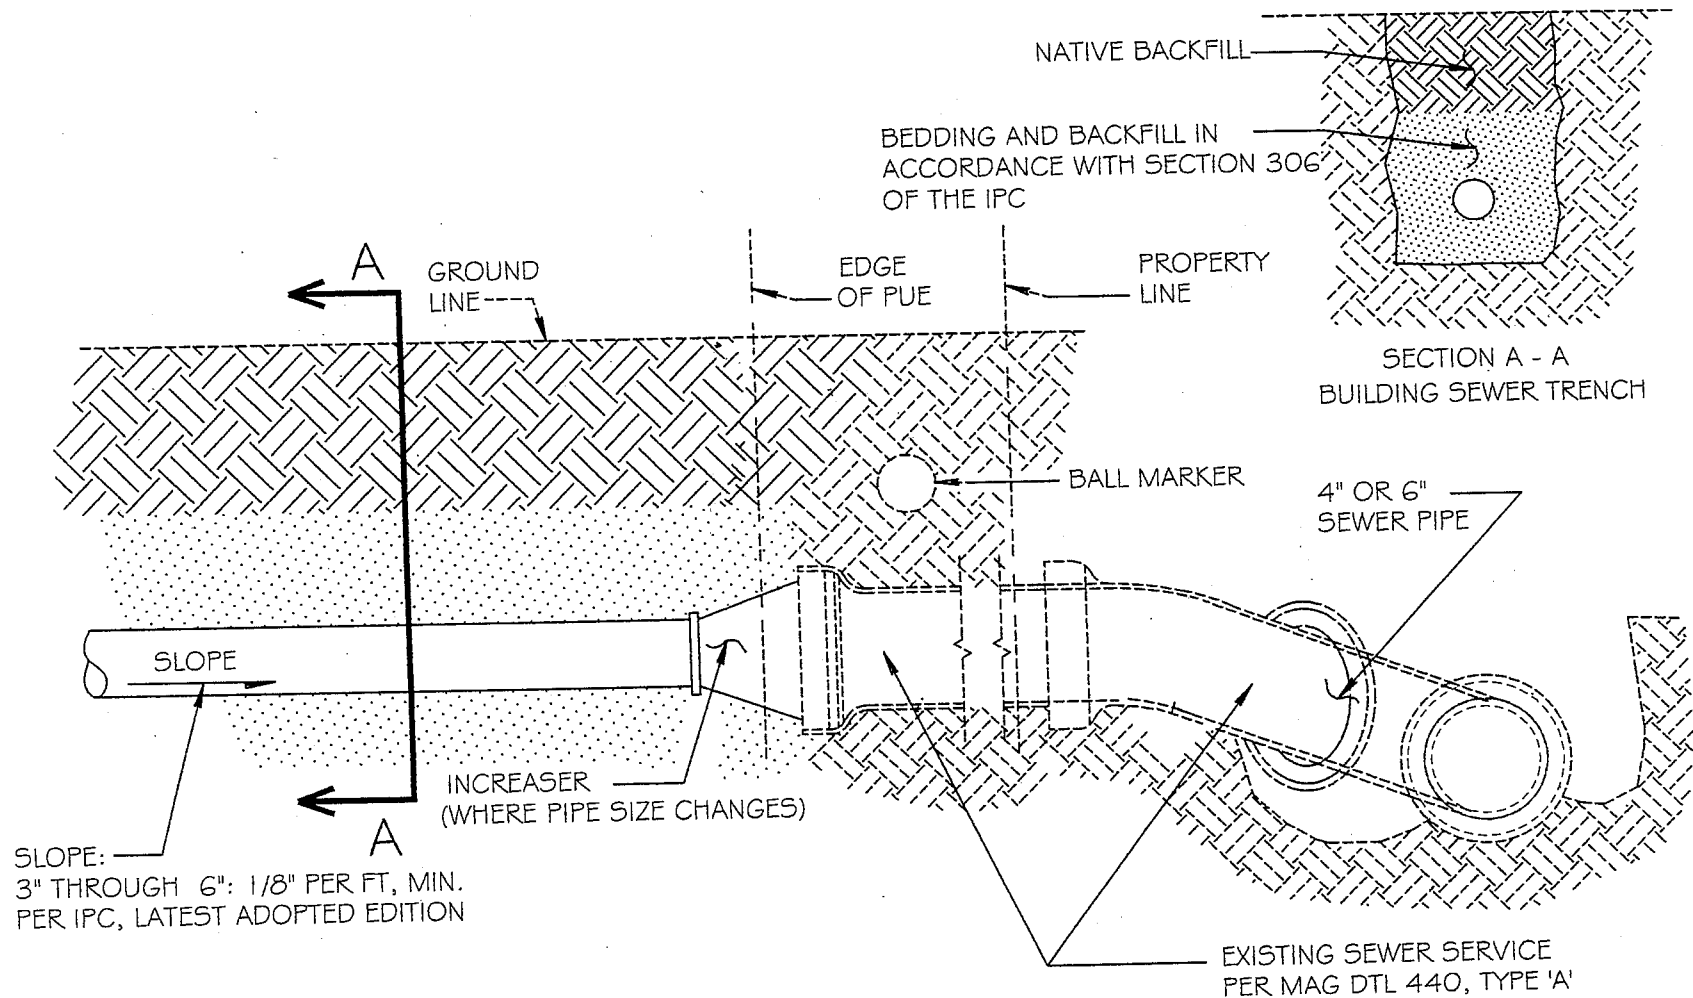 NATIVE BACKFILL
BEDDING AND BACKFILL IN
ACCORDANCE WITH SECTION 306
OF THE IPC
A
GROUND
LINE
EDGE
OF PUE
PROPERTY
LINE
SECTION A - A
BUILDING SEWER TRENCH
BALL MARKER
4" OR 6"
SEWER PIPE
SLOPE
INCREASER
(WHERE PIPE SIZE CHANGES)
A
SLOPE:
3" THROUGH 6": 1/8" PER FT, MIN.
PER IPC, LATEST ADOPTED EDITION
EXISTING SEWER SERVICE
PER MAG DTL 440, TYPE 'A'